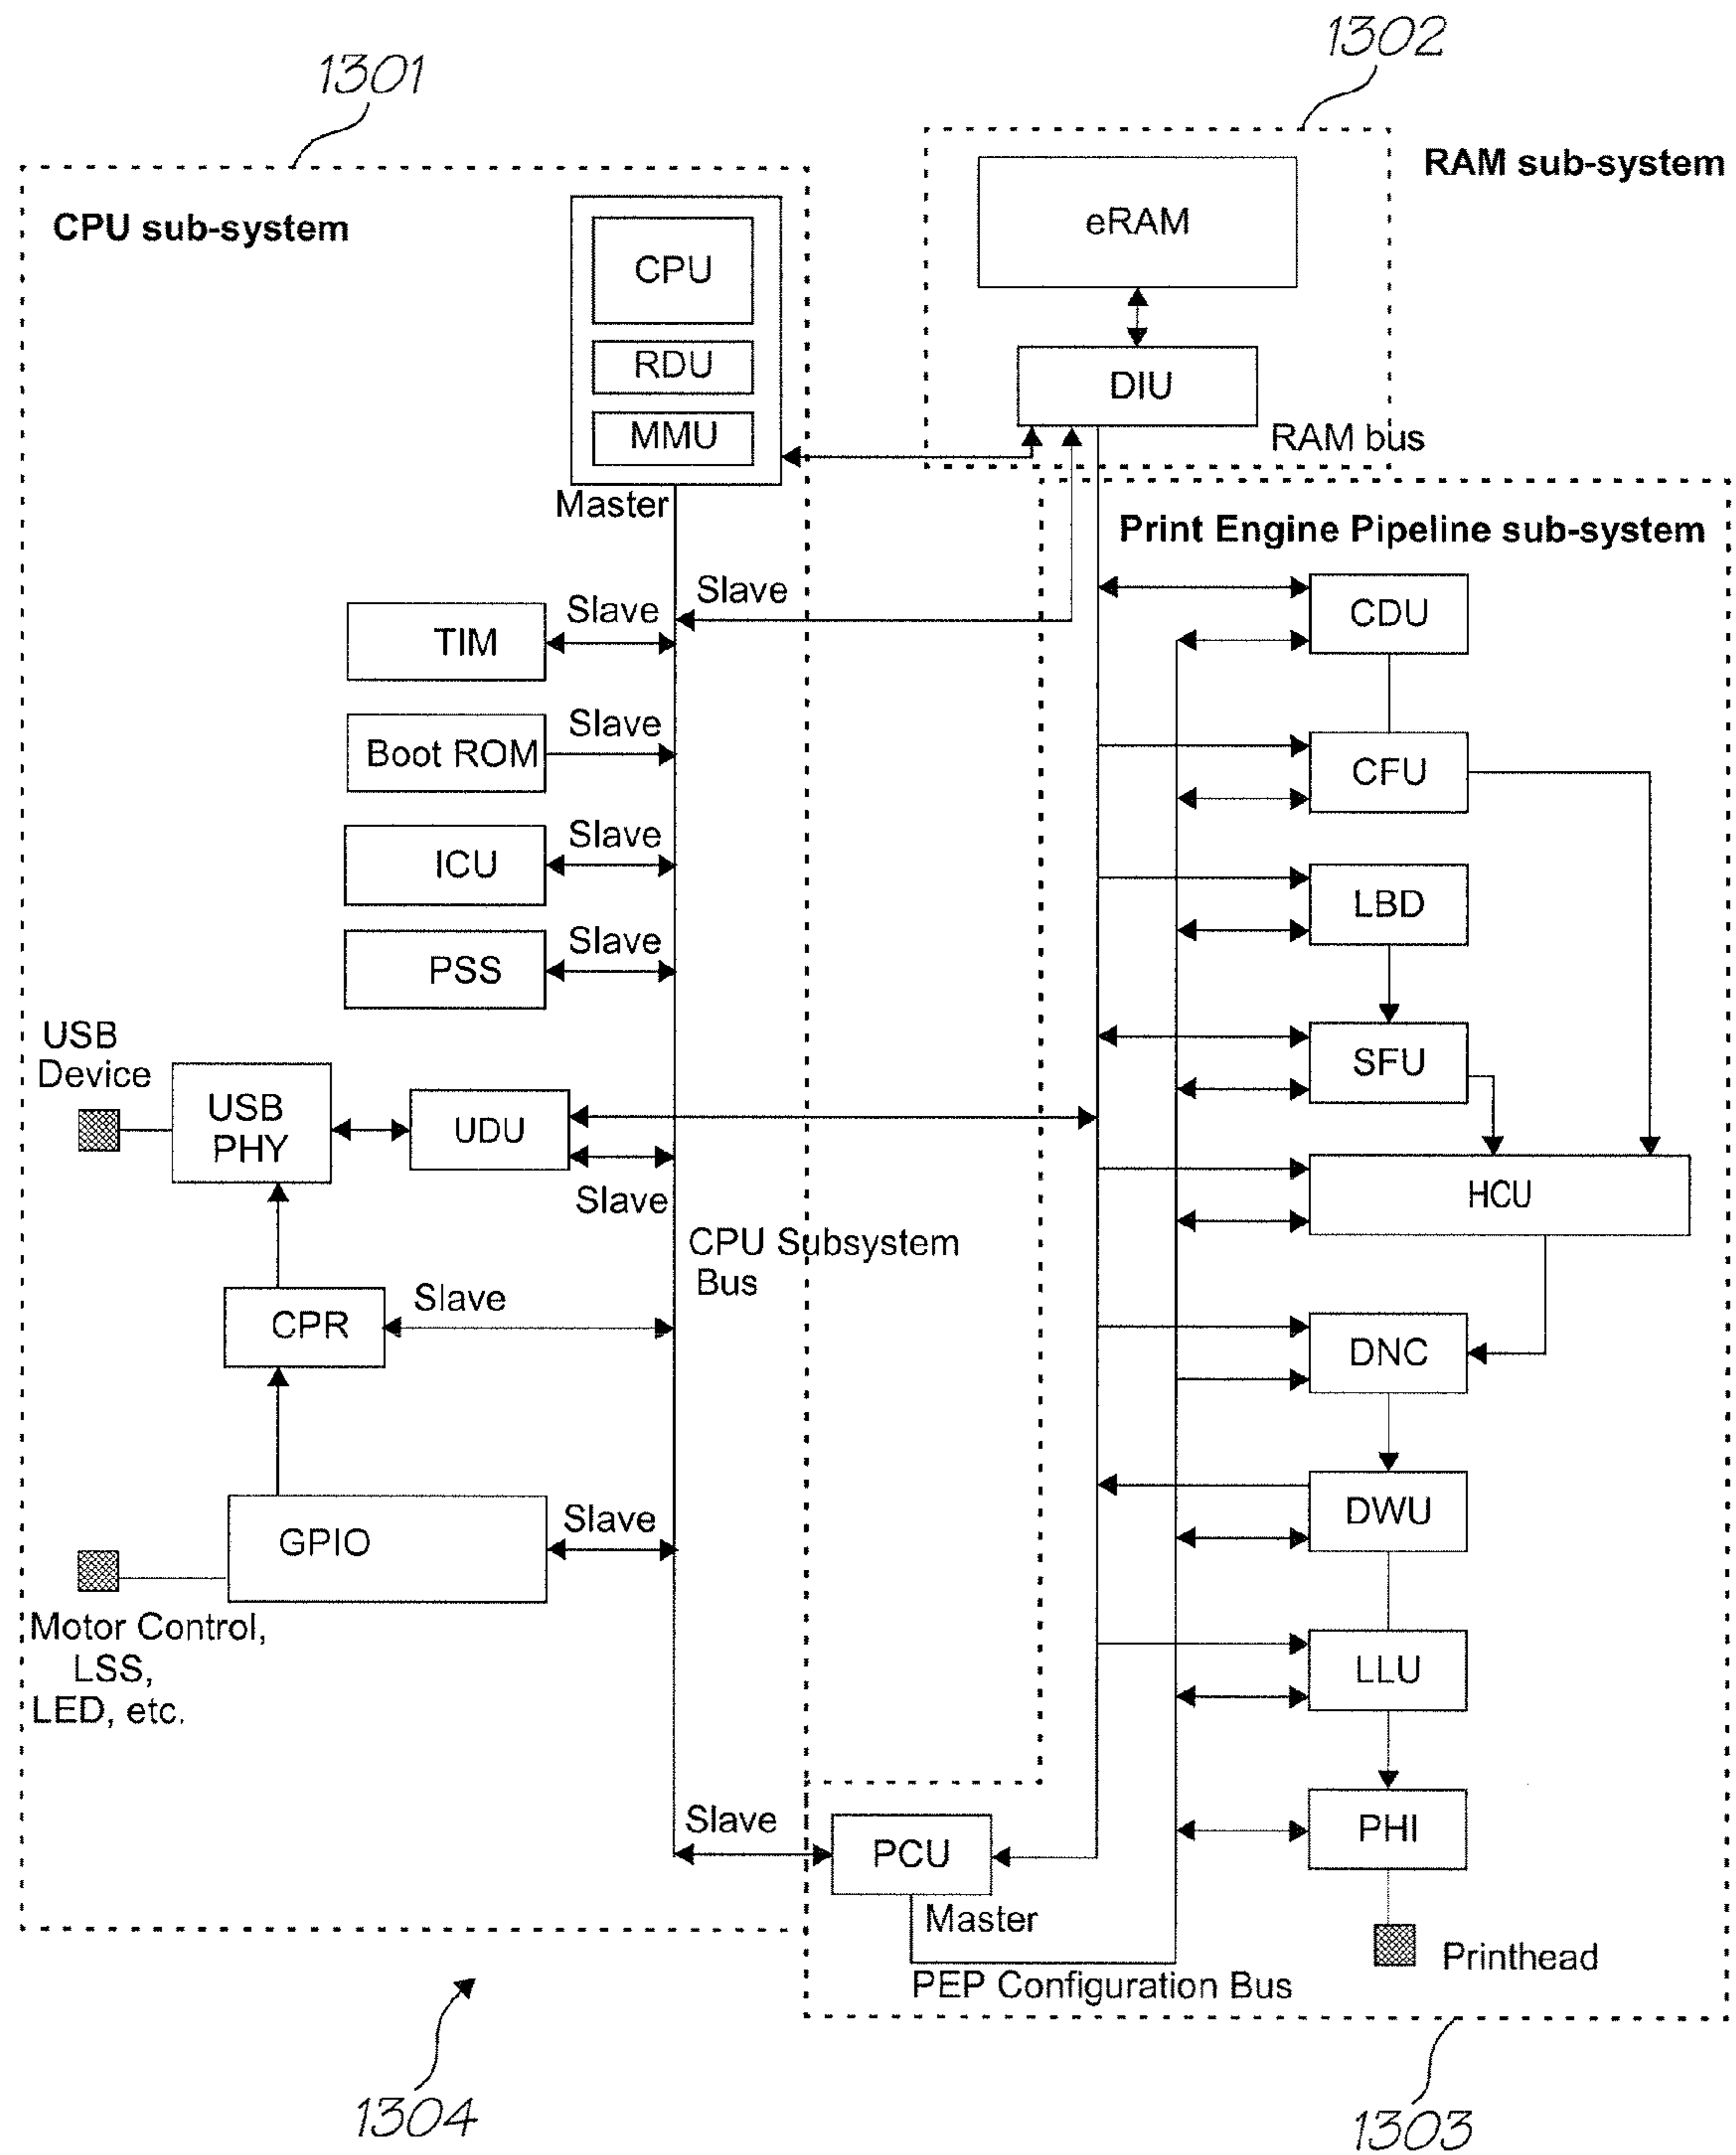 1301
1302
RAM sub-system
CPU sub-system
eRAM
CPU
RDU
MMU
DIU
RAM bus
Master
Print Engine Pipeline sub-system
Slave
Slave
TIM
CDU
Slave
Boot ROM
CFU
Slave
ICU
LBD
Slave
PSS
USB
Device
SFU
USB
PHY
UDU
Slave
HCU
CPU Subsystem
Bus
Slave
CPR
DNC
Slave
GPIO
DWU
Motor Control,
LSS,
LED, etc.
LLU
Slave
PCU
PHI
Master
Printhead
PEP Configuration Bus
1304
1303